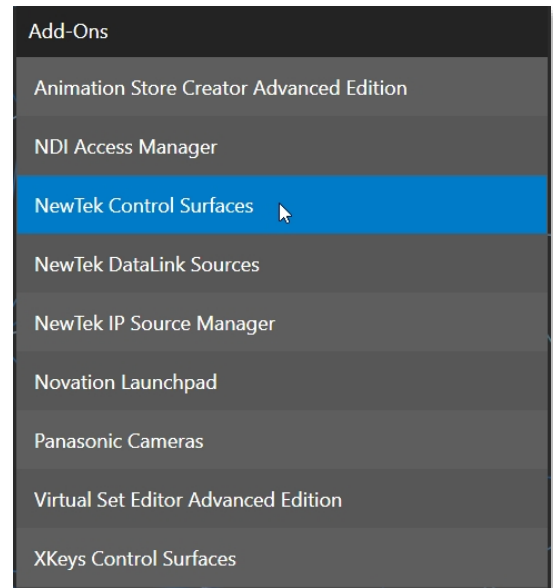 Add-Ons
Animation Store Creator Advanced Edition
NDI Access Manager
NewTek Control Surfaces
NewTek DataLink Sources
NewTek IP Source Manager
Novation Launchpad
Panasonic Cameras
Virtual Set Editor Advanced Edition
XKeys Control Surfaces